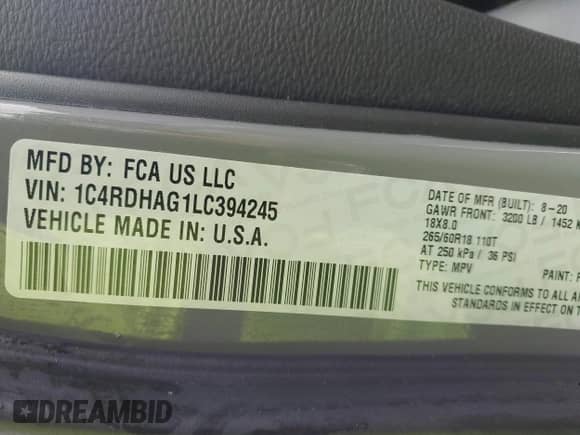 MFD BY: FCA US LLC
VIN: 1C4RDHAG1LC394245
VEHICLE MADE IN: U.S.A.
DATE OF MFR (BUILT): 8-20
GAWR FRONT: 3200 LB / 1452 K
18X8.0
265/60R18 110T
AT 250 kPa / 36 PSI
TYPE: MPV PAINT:
THIS VEHICLE CONFORMS TO ALL A
STANDARDS IN EFFECT ON T
DREAMBID